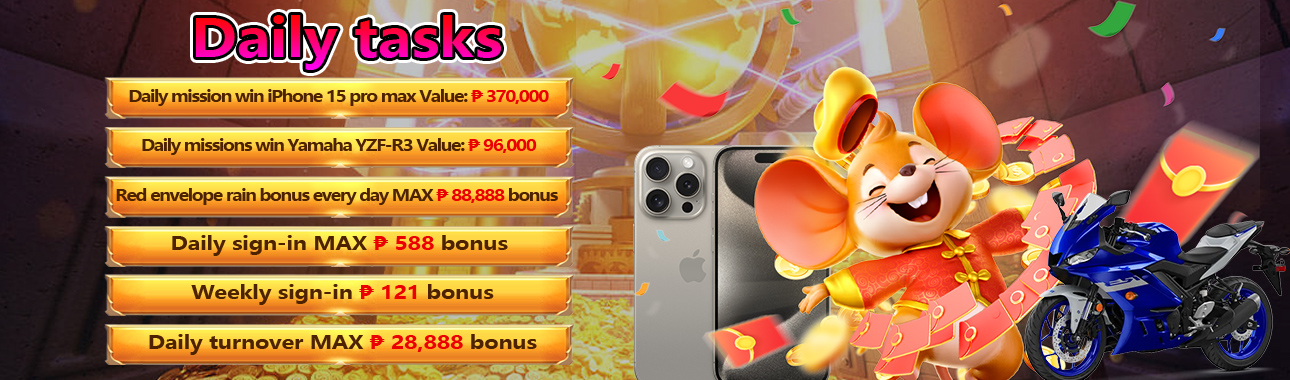 Daily tasks
Daily mission win iPhone 15 pro max Value: ₱ 370,000
Daily missions win Yamaha YZF-R3 Value: ₱ 96,000
Red envelope rain bonus every day MAX ₱ 88,888 bonus
Daily sign-in MAX ₱ 588 bonus
Weekly sign-in ₱ 121 bonus
Daily turnover MAX ₱ 28,888 bonus